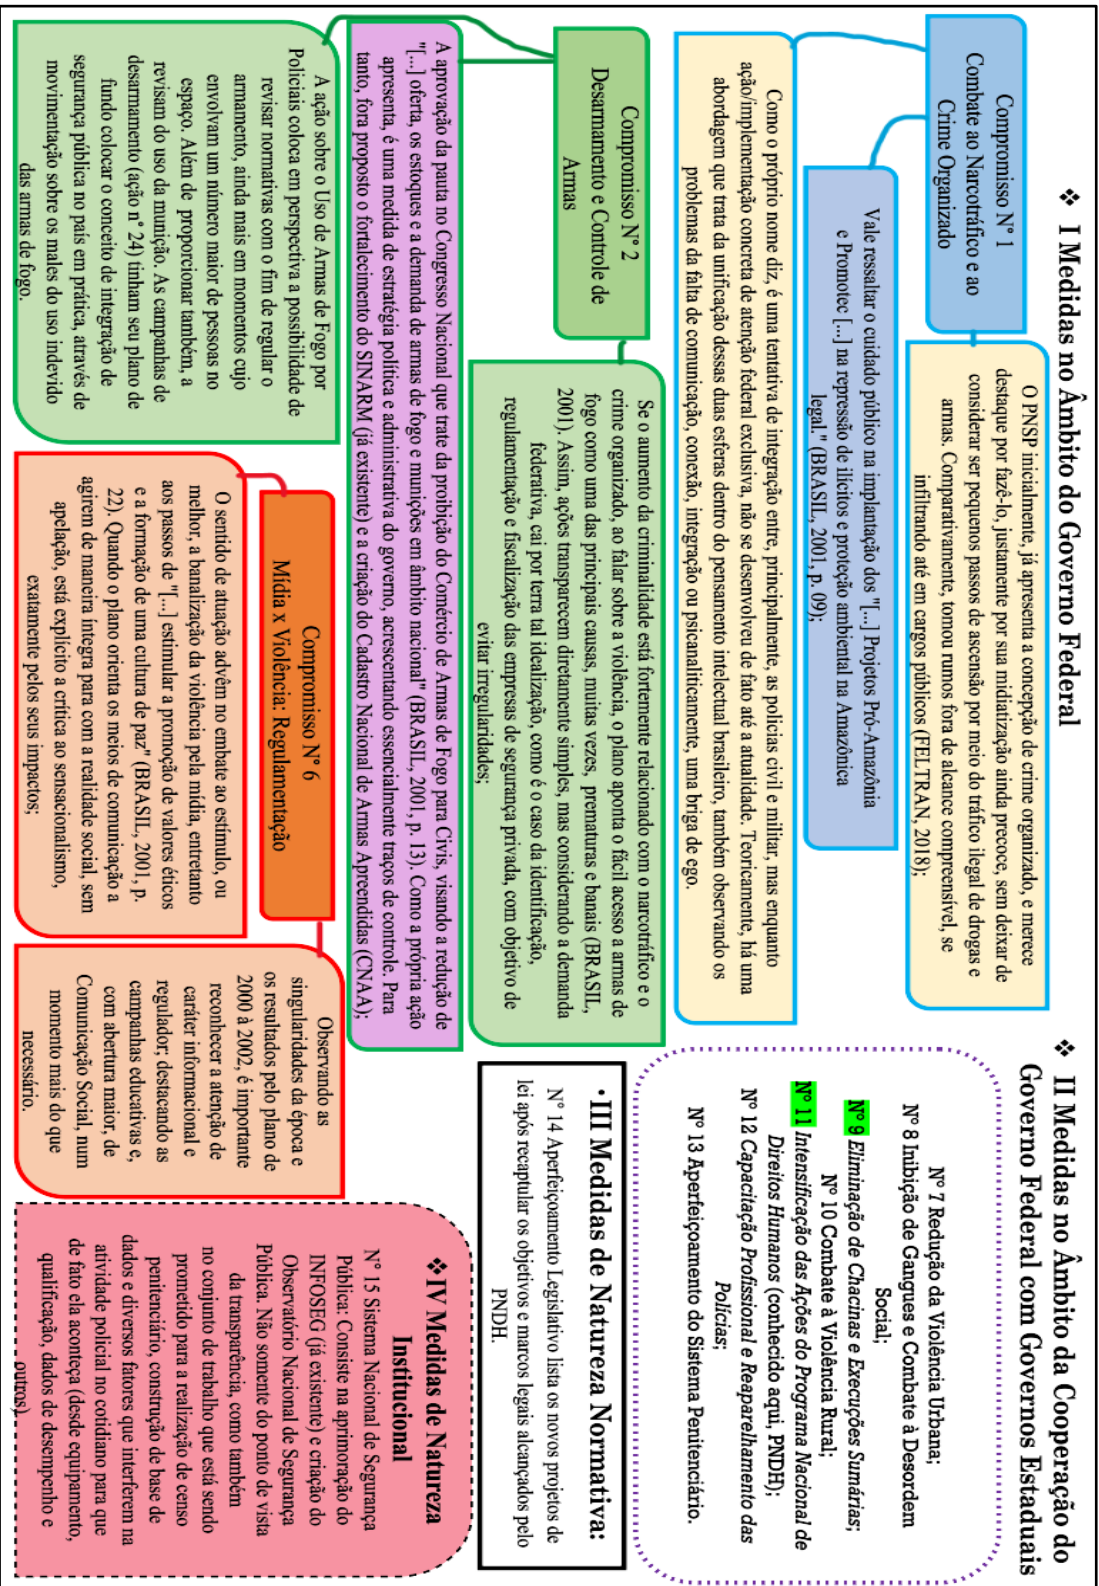 ❖ I Medidas no Âmbito do Governo Federal
Compromisso N° 1
Combate ao Narcotráfico e ao
Crime Organizado
O PNSP inicialmente, já apresenta a concepção de crime organizado, e merece
destaque por fazê-lo, justamente por sua midiatização ainda precoce, sem deixar de
considerar ser pequenos passos de ascensão por meio do tráfico ilegal de drogas e
armas. Comparativamente, tomou rumos fora de alcance compreensível, se
infiltrando até em cargos públicos (FELTRAN, 2018);
Vale ressaltar o cuidado público na implantação dos "[...] Projetos Pró-Amazônia
e Promotec [...] na repressão de ilícitos e proteção ambiental na Amazônica
legal." (BRASIL, 2001, p. 09);
Como o próprio nome diz, é uma tentativa de integração entre, principalmente, as polícias civil e militar, mas enquanto
ação/implementação concreta de atenção federal exclusiva, não se desenvolveu de fato até a atualidade. Teoricamente, há uma
abordagem que trata da unificação dessas duas esferas dentro do pensamento intelectual brasileiro, também observando os
problemas da falta de comunicação, conexão, integração ou psicanaliticamente, uma briga de ego.
Compromisso N° 2
Desarmamento e Controle de
Armas
Se o aumento da criminalidade está fortemente relacionado com o narcotráfico e o
crime organizado, ao falar sobre a violência, o plano aponta o fácil acesso a armas de
fogo como uma das principais causas, muitas vezes, prematuras e banais (BRASIL,
2001). Assim, ações transparecem diretamente simples, mas considerando a demanda
federativa, cai por terra tal idealização, como é o caso da identificação,
regulamentação e fiscalização das empresas de segurança privada, com objetivo de
evitar irregularidades;
A aprovação da pauta no Congresso Nacional que trate da proibição do Comércio de Armas de Fogo para Civis, visando a redução de
"[...] oferta, os estoques e a demanda de armas de fogo e munições em âmbito nacional" (BRASIL, 2001, p. 13). Como a própria ação
apresenta, é uma medida de estratégia política e administrativa do governo, acrescentando essencialmente traços de controle. Para
tanto, fora proposto o fortalecimento do SINARM (já existente) e a criação do Cadastro Nacional de Armas Apreendidas (CNAA);
A ação sobre o Uso de Armas de Fogo por
Policiais coloca em perspectiva a possibilidade de
revisar normativas com o fim de regular o
armamento, ainda mais em momentos cujo
envolvam um número maior de pessoas no
espaço. Além de proporcionar também, a
revisam do uso da munição. As campanhas de
desarmamento (ação n° 24) tinham seu plano de
fundo colocar o conceito de integração de
segurança pública no país em prática, através de
movimentação sobre os males do uso indevido
das armas de fogo.
Compromisso N° 6
Mídia x Violência: Regulamentação
O sentido de atuação advêm no embate ao estímulo, ou
melhor, a banalização da violência pela mídia, entretanto
aos passos de "[...] estimular a promoção de valores éticos
e a formação de uma cultura de paz" (BRASIL, 2001, p.
22). Quando o plano orienta os meios de comunicação a
agirem de maneira íntegra para com a realidade social, sem
apelação, está explícito a crítica ao sensacionalismo,
exatamente pelos seus impactos;
Observando as
singularidades da época e
os resultados pelo plano de
2000 à 2002, é importante
reconhecer a atenção de
caráter informacional e
regulador; destacando as
campanhas educativas e,
com abertura maior, de
Comunicação Social, num
momento mais do que
necessário.
❖ II Medidas no Âmbito da Cooperação do
Governo Federal com Governos Estaduais
Nº 7 Redução da Violência Urbana;
Nº 8 Inibição de Gangues e Combate à Desordem
Social;
Nº 9 Eliminação de Chacinas e Execuções Sumárias;
Nº 10 Combate à Violência Rural;
Nº 11 Intensificação das Ações do Programa Nacional de
Direitos Humanos (conhecido aqui, PNDH);
Nº 12 Capacitação Profissional e Reaparelhamento das
Polícias;
Nº 13 Aperfeiçoamento do Sistema Penitenciário.
•III Medidas de Natureza Normativa:
N° 14 Aperfeiçoamento Legislativo lista os novos projetos de
lei após recaptular os objetivos e marcos legais alcançados pelo
PNDH.
❖IV Medidas de Natureza
Institucional
N° 15 Sistema Nacional de Segurança
Pública: Consiste na aprimoração do
INFOSEG (já existente) e criação do
Observatório Nacional de Segurança
Pública. Não somente do ponto de vista
da transparência, como também
no conjunto de trabalho que está sendo
prometido para a realização de censo
penitenciário, construção de base de
dados e diversos fatores que interferem na
atividade policial no cotidiano para que
de fato ela aconteça (desde equipamento,
qualificação, dados de desempenho e
outros)